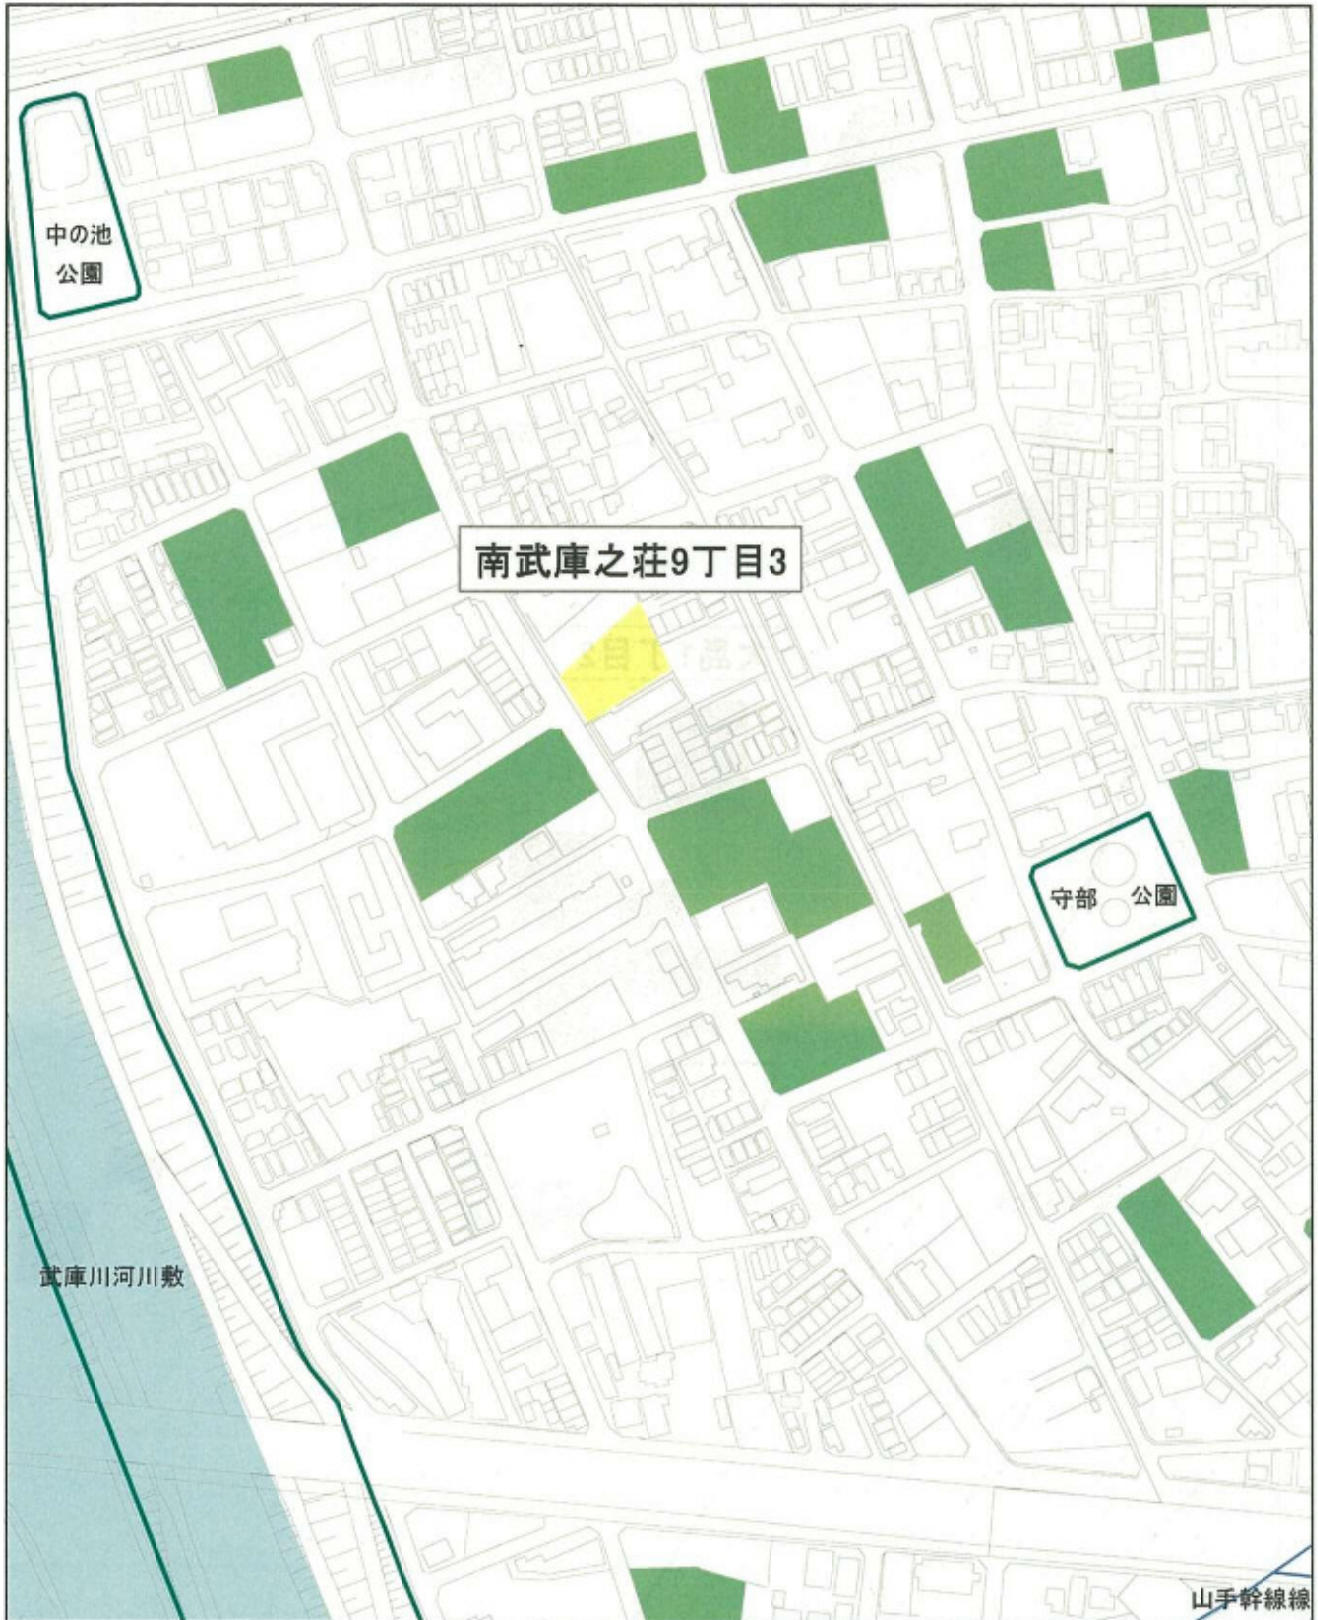 中の池
公園
南武庫之荘9丁目3
守部 公園
武庫川河川敷
山手幹線線